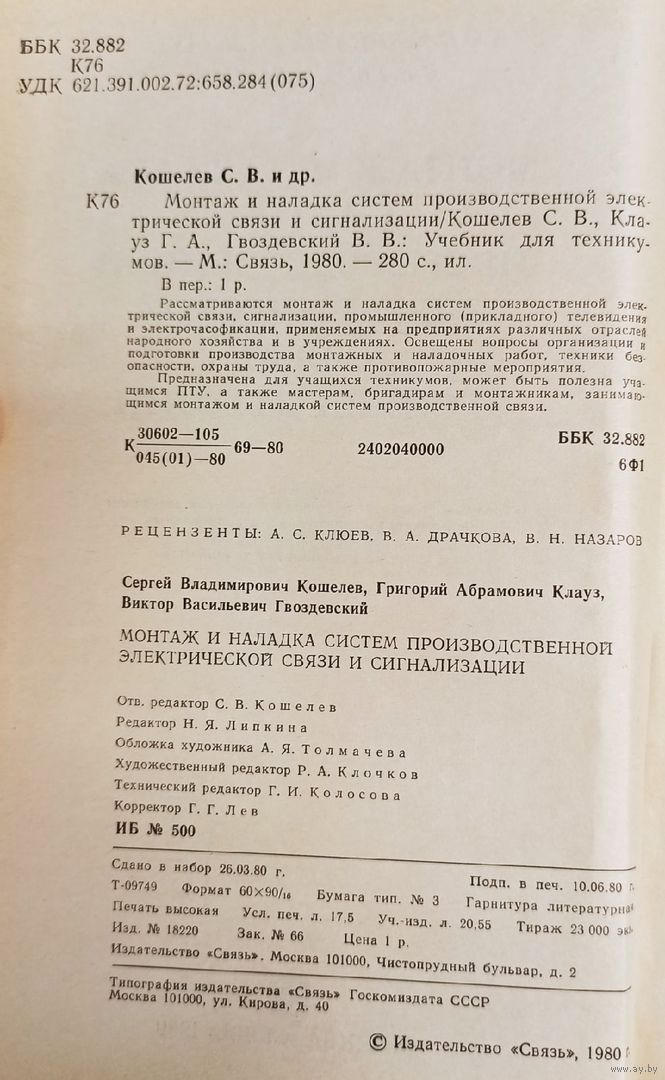 ББК 32.882
К76
УДК 621.391.002.72:658.284(075)
Кошелев С. В. и др.
К76 Монтаж и наладка систем производственной элек-
трической связи и сигнализации/Кошелев С. В., Кла-
уз Г. А., Гвоздевский В. В.: Учебник для технику-
мов. — М.: Связь, 1980. — 280 с., ил.
В пер.: 1 р.
Рассматриваются монтаж и наладка систем производственной элек-
трической связи, сигнализации, промышленного (прикладного) телевидения
и электрочасофикации, применяемых на предприятиях различных отраслей
народного хозяйства и в учреждениях. Освещены вопросы организации и
подготовки производства монтажных и наладочных работ, техники без-
опасности, охраны труда, а также противопожарные мероприятия.
Предназначена для учащихся техникумов, может быть полезна уча-
щимся ПТУ, а также мастерам, бригадирам и монтажникам, занимаю-
щимся монтажом и наладкой систем производственной связи.
30602—105
К 69—80 2402040000 ББК 32.882
045(01)—80 6Ф1
РЕЦЕНЗЕНТЫ: А. С. КЛЮЕВ, В. А. ДРАЧКОВА, В. Н. НАЗАРОВ
Сергей Владимирович Кошелев, Григорий Абрамович Клауз,
Виктор Васильевич Гвоздевский
МОНТАЖ И НАЛАДКА СИСТЕМ ПРОИЗВОДСТВЕННОЙ
ЭЛЕКТРИЧЕСКОЙ СВЯЗИ И СИГНАЛИЗАЦИИ
Отв. редактор С. В. Кошелев
Редактор Н. Я. Липкина
Обложка художника А. Я. Толмачева
Художественный редактор Р. А. Клочков
Технический редактор Г. И. Колосова
Корректор Г. Г. Лев
ИБ № 500
Сдано в набор 26.03.80 г. Подп. в печ. 10.06.80 г.
Т-09749 Формат 60×90/16 Бумага тип. № 3 Гарнитура литературная
Печать высокая Усл. печ. л. 17,5 Уч.-изд. л. 20,55 Тираж 23 000 экз.
Изд. № 18220 Зак. № 66 Цена 1 р.
Издательство «Связь». Москва 101000, Чистопрудный бульвар, д. 2
Типография издательства «Связь» Госкомиздата СССР
Москва 101000, ул. Кирова, д. 40
© Издательство «Связь», 1980 г.
www.ay.by